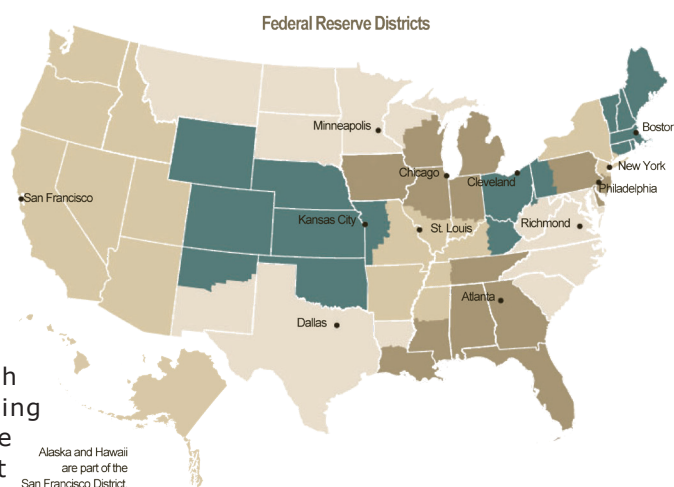 Federal Reserve Districts
Minneapolis
Boston
Chicago
Cleveland
New York
Philadelphia
San Francisco
Kansas City
St. Louis
Richmond
Atlanta
Dallas
h
ing
e
t
Alaska and Hawaii
are part of the
San Francisco District.